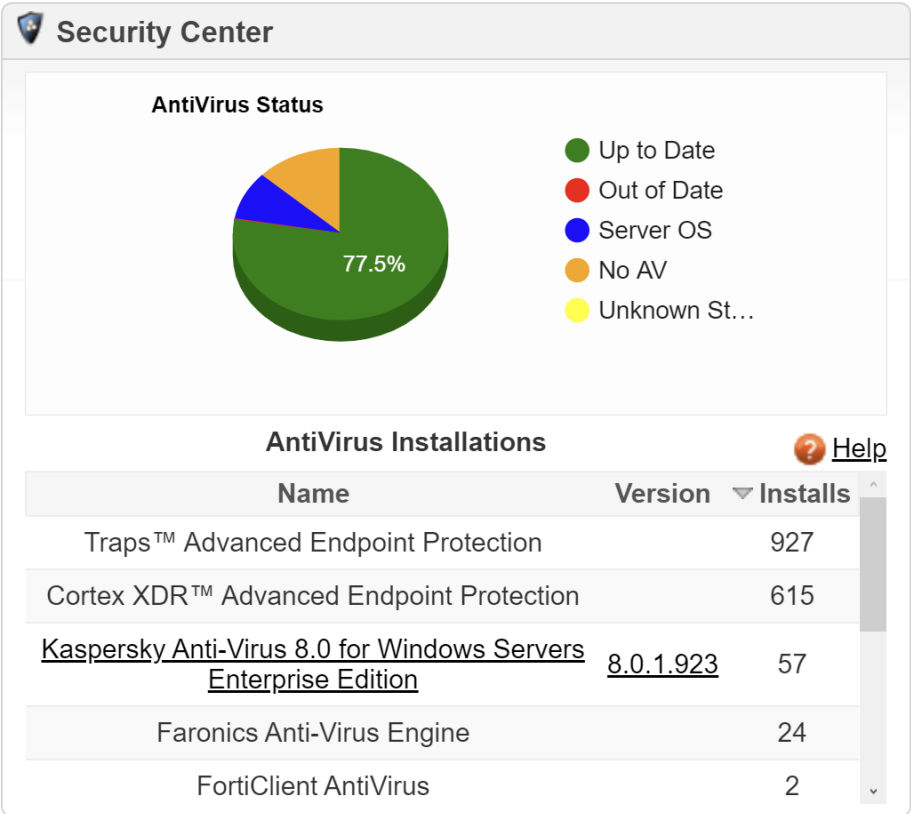 Security Center
AntiVirus Status
77.5%
Up to Date
Out of Date
Server OS
No AV
Unknown St...
AntiVirus Installations
Help
Name Version Installs
Traps™ Advanced Endpoint Protection 927
Cortex XDR™ Advanced Endpoint Protection 615
Kaspersky Anti-Virus 8.0 for Windows Servers
Enterprise Edition 8.0.1.923 57
Faronics Anti-Virus Engine 24
FortiClient AntiVirus 2